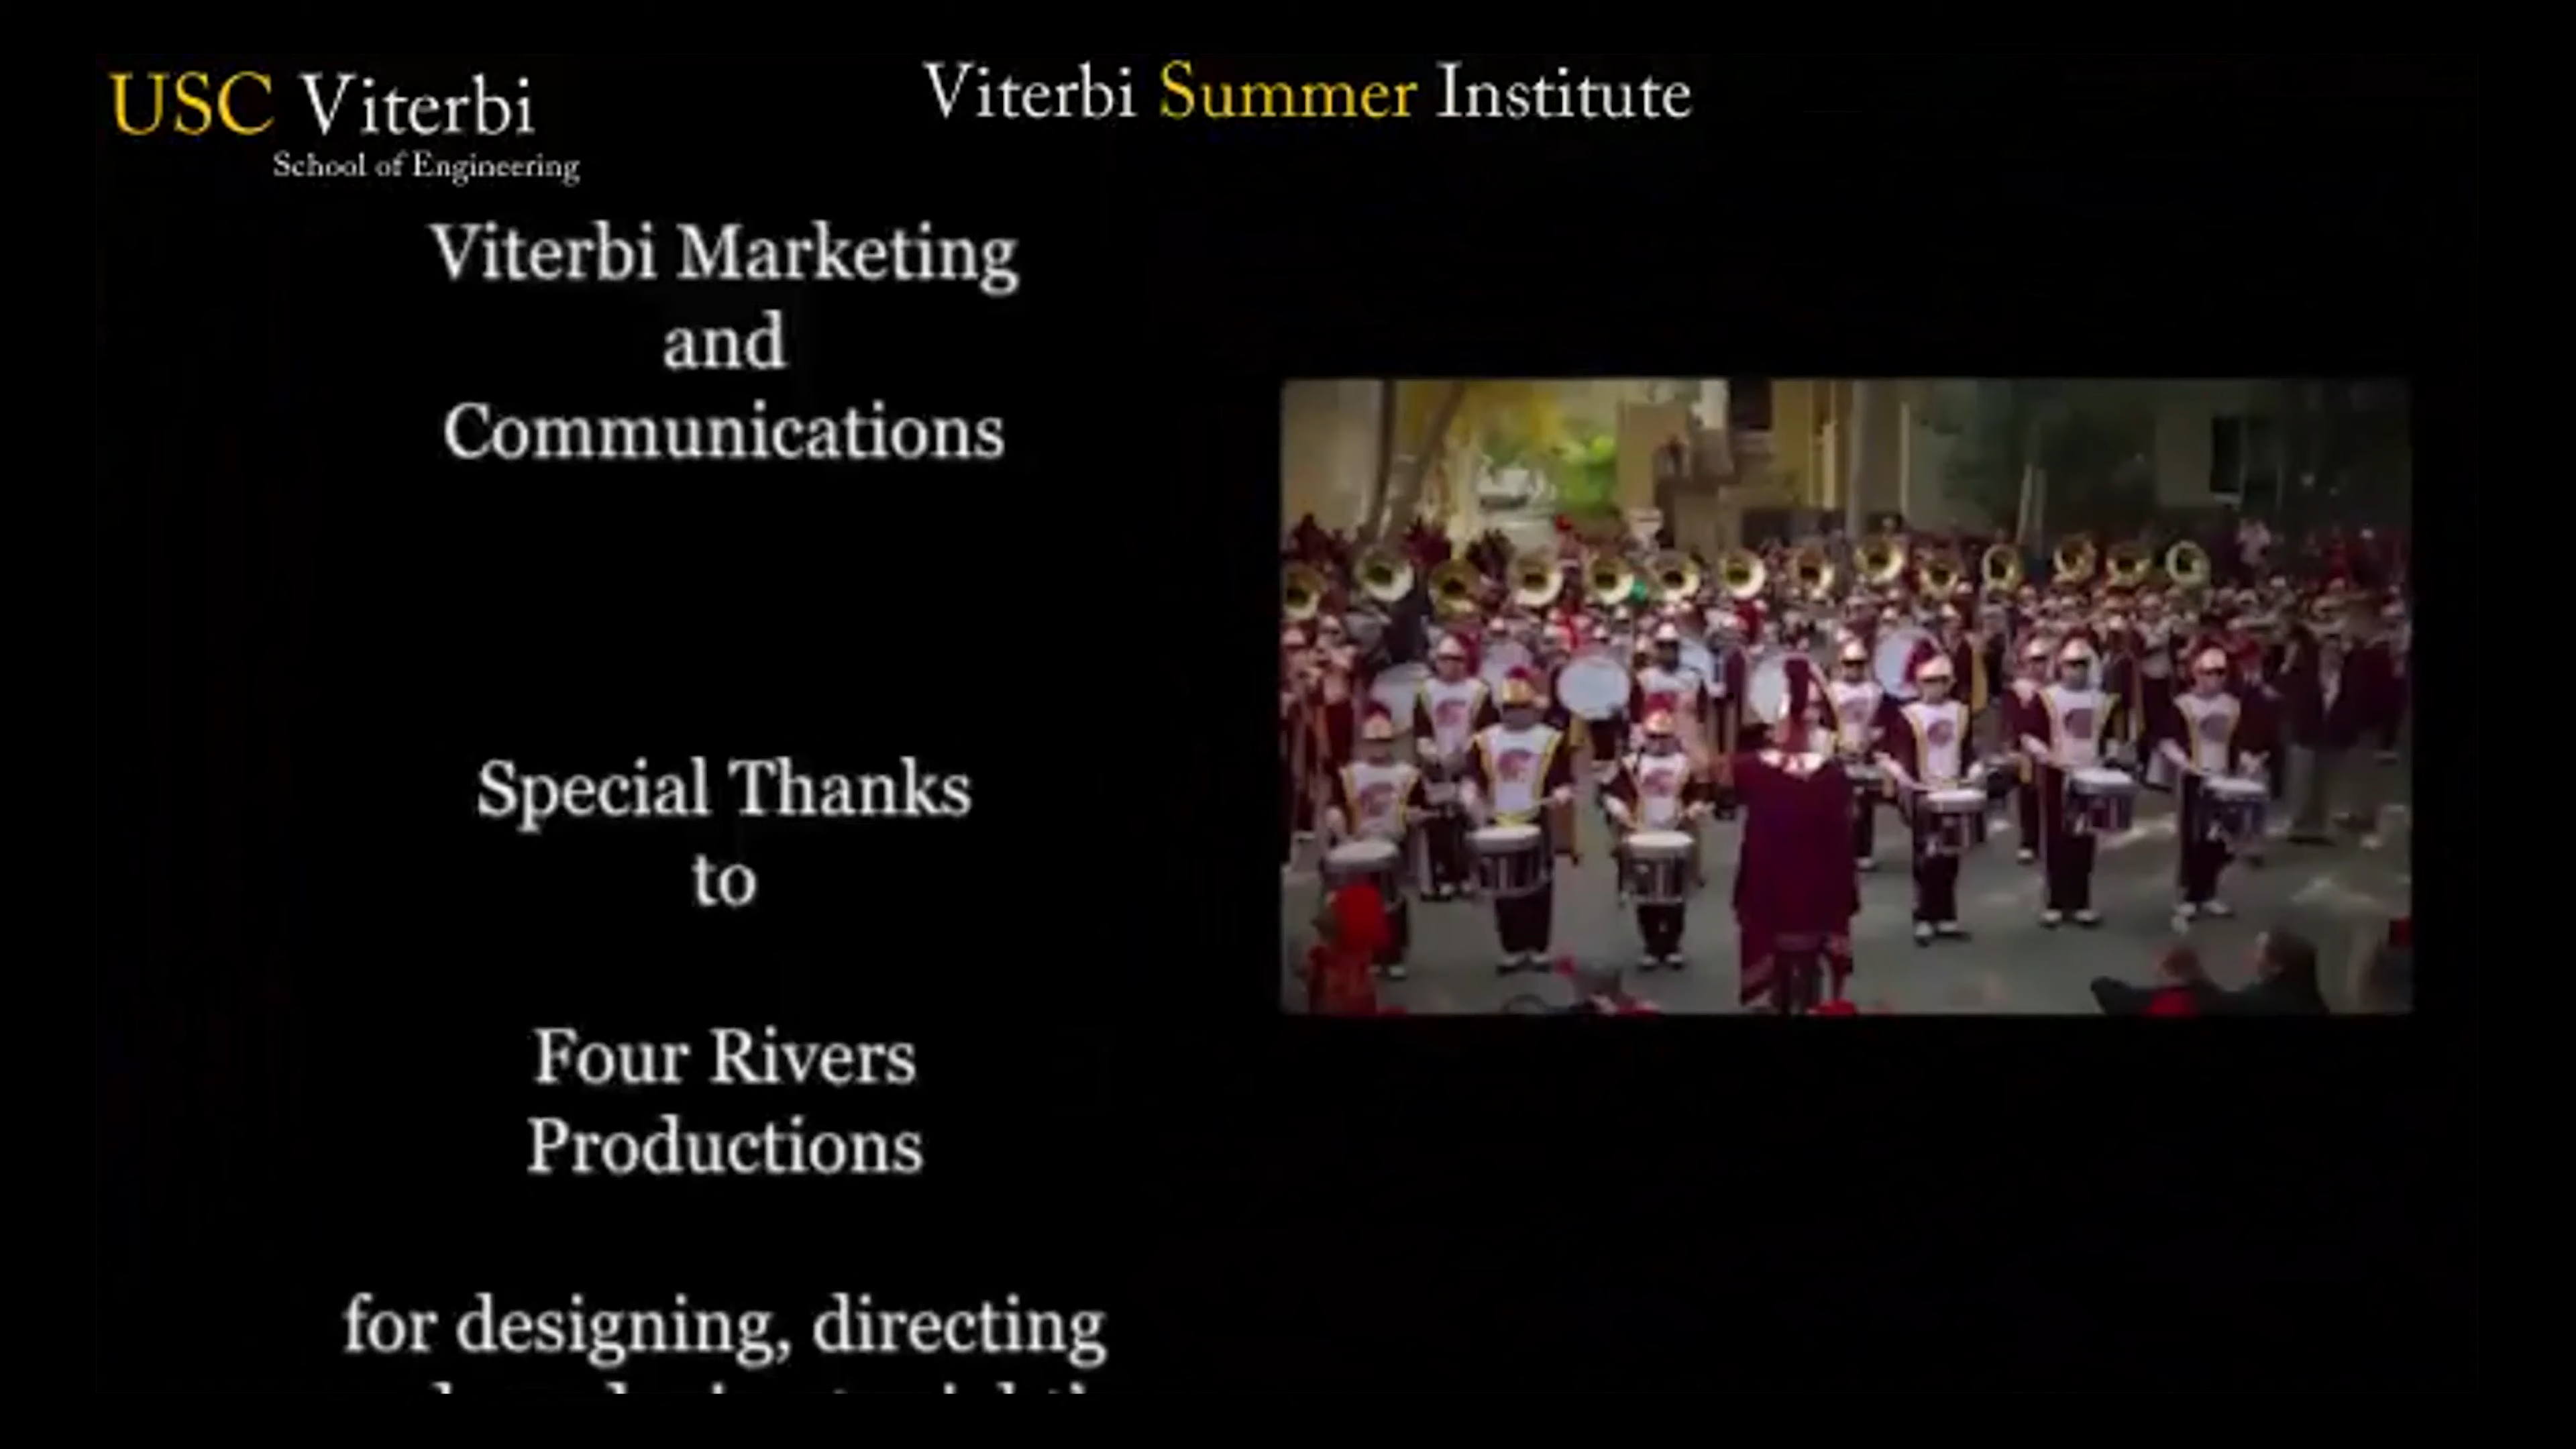 USC Viterbi
School of Engineering
Viterbi Summer Institute
Viterbi Marketing
and
Communications
Special Thanks
to
Four Rivers
Productions
for designing, directing